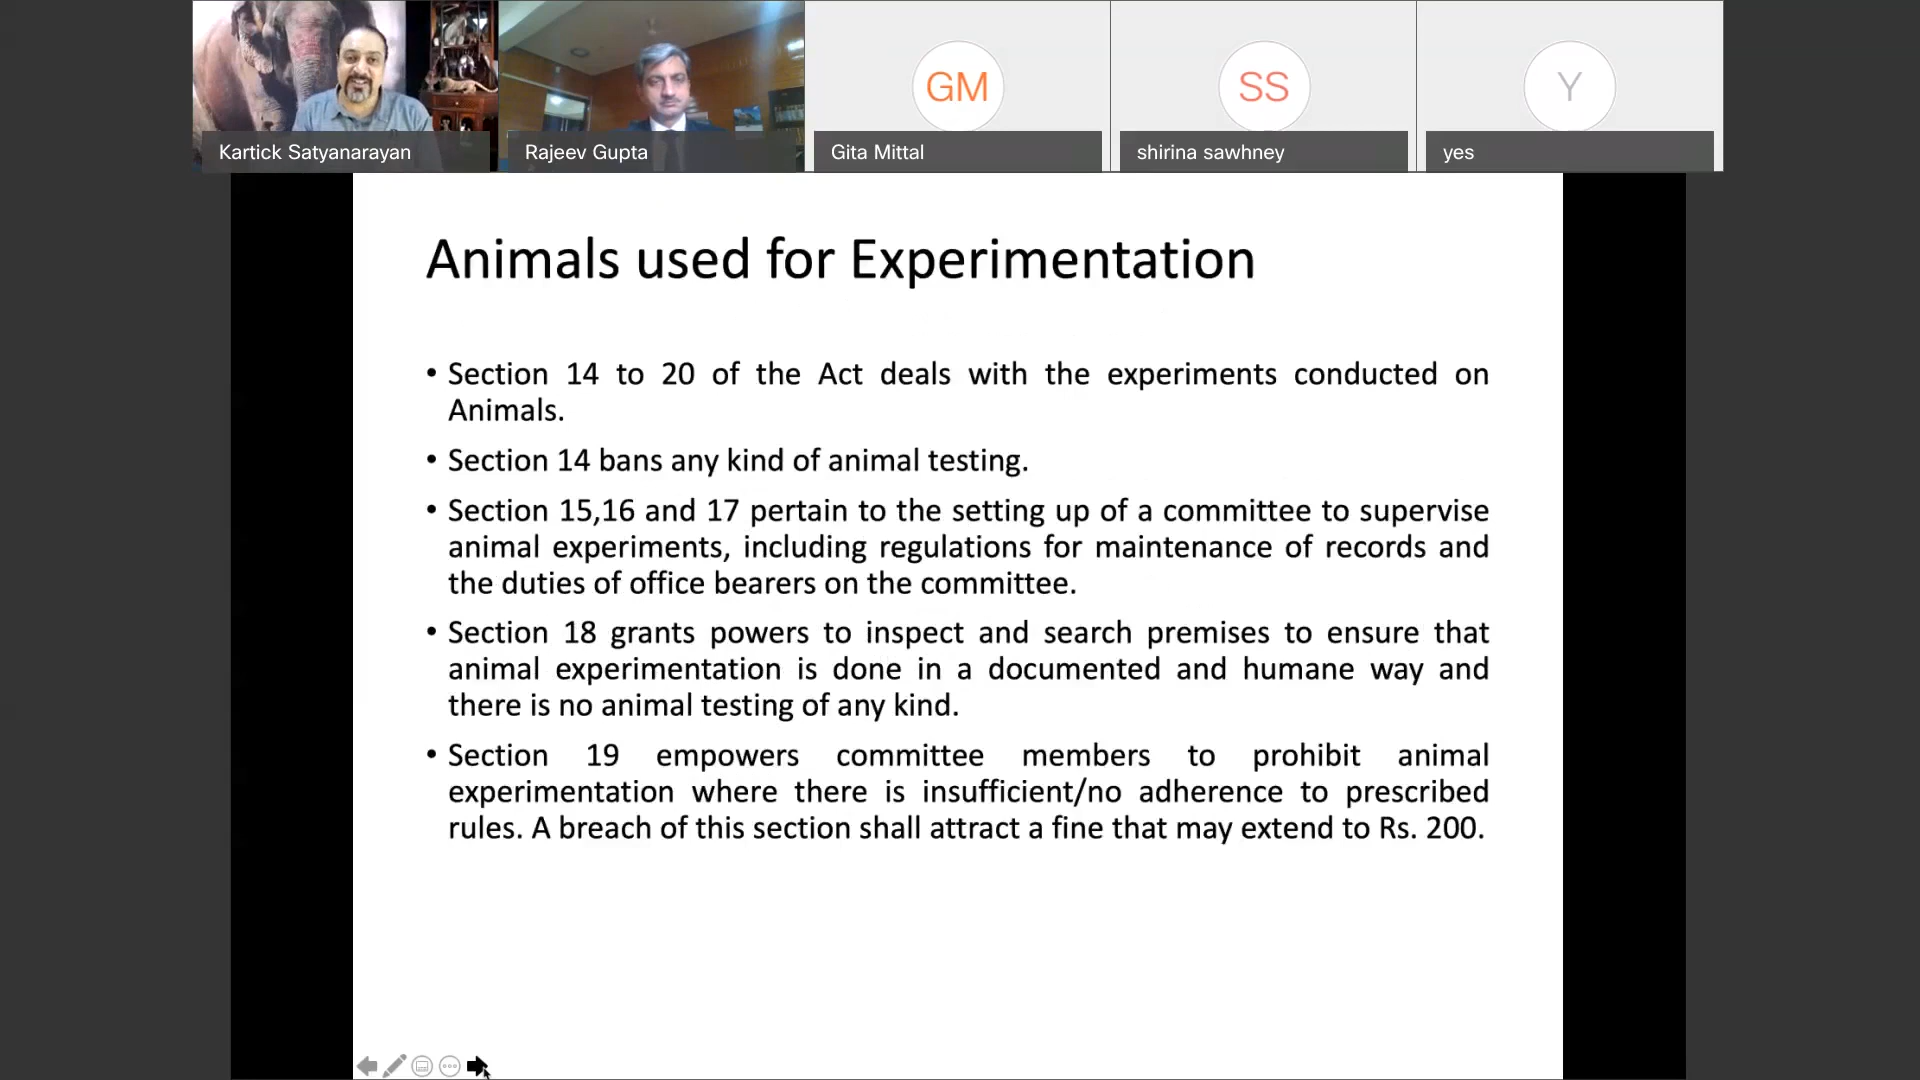 Kartick Satyanarayan
Rajeev Gupta
GM
Gita Mittal
SS
shirina sawhney
Y
yes
Animals used for Experimentation
• Section 14 to 20 of the Act deals with the experiments conducted on
Animals.
• Section 14 bans any kind of animal testing.
• Section 15,16 and 17 pertain to the setting up of a committee to supervise
animal experiments, including regulations for maintenance of records and
the duties of office bearers on the committee.
• Section 18 grants powers to inspect and search premises to ensure that
animal experimentation is done in a documented and humane way and
there is no animal testing of any kind.
• Section 19 empowers committee members to prohibit animal
experimentation where there is insufficient/no adherence to prescribed
rules. A breach of this section shall attract a fine that may extend to Rs. 200.